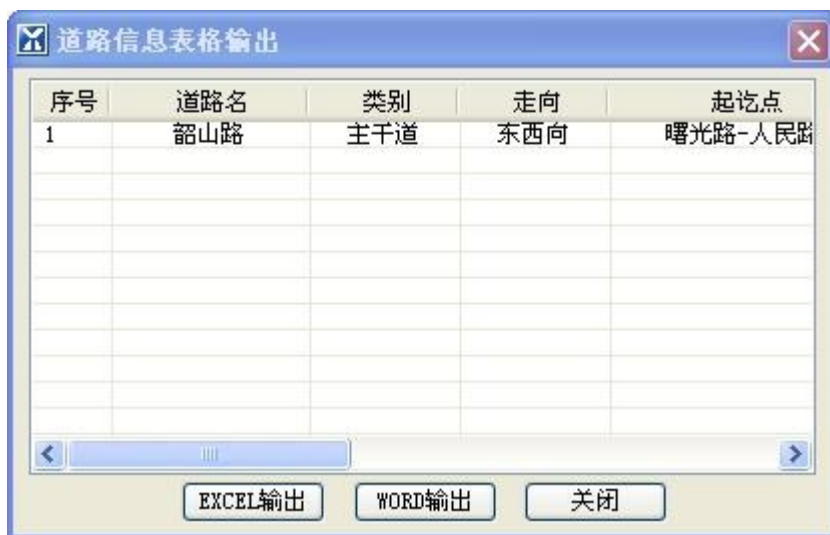 道路信息表格输出
序号 道路名 类别 走向 起讫点
1 韶山路 主干道 东西向 曙光路-人民路
EXCEL输出 WORD输出 关闭